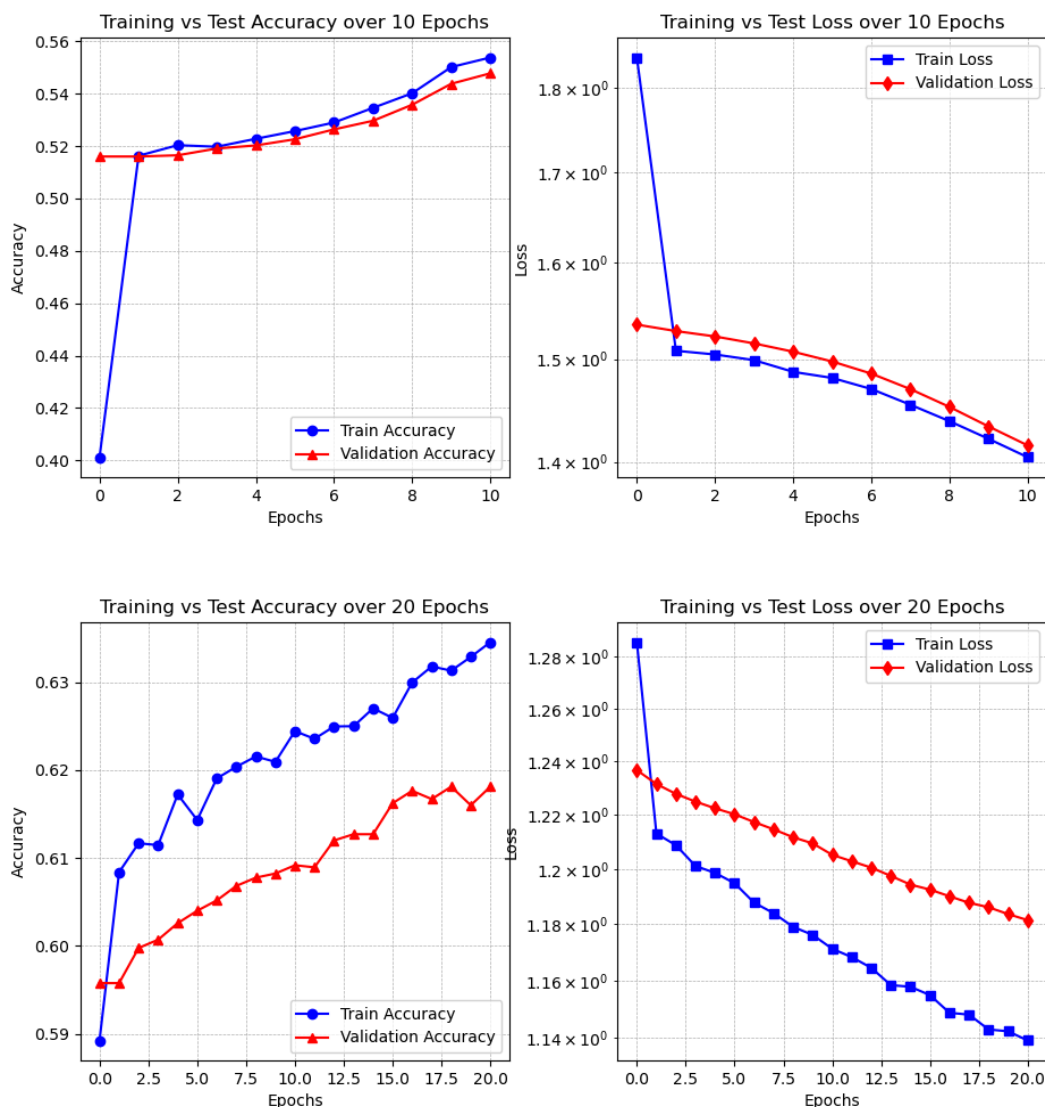 Training vs Test Accuracy over 10 Epochs
Accuracy
0.56
0.54
0.52
0.50
0.48
0.46
0.44
0.42
0.40
Train Accuracy
Validation Accuracy
0 2 4 6 8 10
Epochs
Training vs Test Loss over 10 Epochs
Loss
1.8 × 10⁰
1.7 × 10⁰
1.6 × 10⁰
1.5 × 10⁰
1.4 × 10⁰
Train Loss
Validation Loss
0 2 4 6 8 10
Epochs
Training vs Test Accuracy over 20 Epochs
Accuracy
0.63
0.62
0.61
0.60
0.59
Train Accuracy
Validation Accuracy
0.0 2.5 5.0 7.5 10.0 12.5 15.0 17.5 20.0
Epochs
Training vs Test Loss over 20 Epochs
Loss
1.28 × 10⁰
1.26 × 10⁰
1.24 × 10⁰
1.22 × 10⁰
1.2 × 10⁰
1.18 × 10⁰
1.16 × 10⁰
1.14 × 10⁰
Train Loss
Validation Loss
0.0 2.5 5.0 7.5 10.0 12.5 15.0 17.5 20.0
Epochs